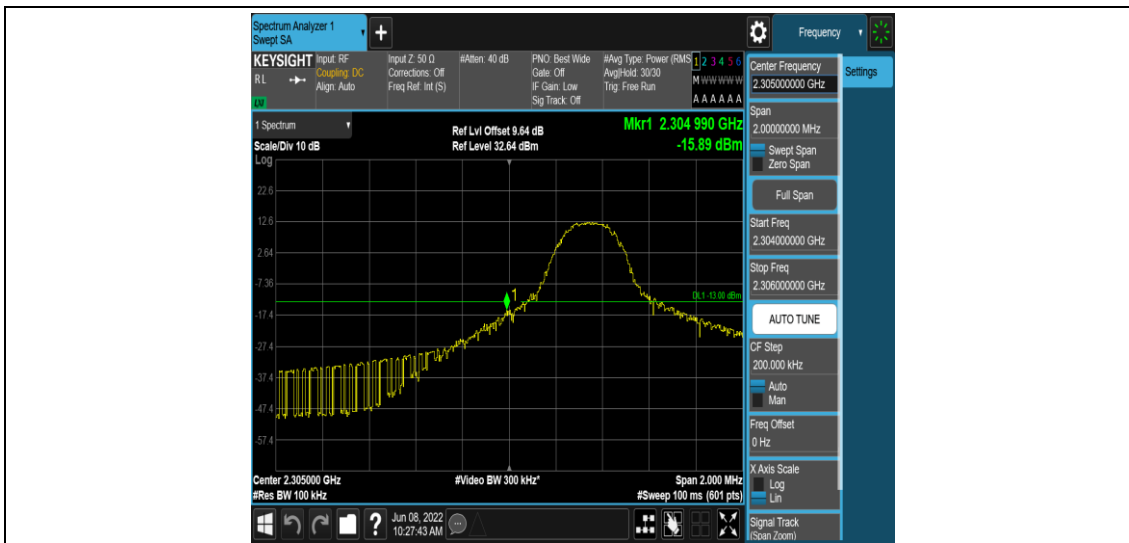 Spectrum Analyzer 1
Swept SA
+
Frequency
KEYSIGHT
RL
Input: RF
Coupling: DC
Align: Auto
Input Z: 50 Ω
Corrections: Off
Freq Ref: Int (S)
#Atten: 40 dB
PNO: Best Wide
Gate: Off
IF Gain: Low
Sig Track: Off
#Avg Type: Power (RMS
Avg|Hold: 30/30
Trig: Free Run
1 2 3 4 5 6
M W W W W W
A A A A A A
1 Spectrum
Scale/Div 10 dB
Ref Lvl Offset 9.64 dB
Ref Level 32.64 dBm
Mkr1 2.304 990 GHz
-15.89 dBm
Log
22.6
12.6
2.64
-7.36
-17.4
-27.4
-37.4
-47.4
-57.4
1
DL1 -13.00 dBm
Center 2.305000 GHz
#Res BW 100 kHz
#Video BW 300 kHz*
Span 2.000 MHz
#Sweep 100 ms (601 pts)
Center Frequency
2.305000000 GHz
Settings
Span
2.00000000 MHz
Swept Span
Zero Span
Full Span
Start Freq
2.304000000 GHz
Stop Freq
2.306000000 GHz
AUTO TUNE
CF Step
200.000 kHz
Auto
Man
Freq Offset
0 Hz
X Axis Scale
Log
Lin
Signal Track
(Span Zoom)
?
Jun 08, 2022
10:27:43 AM